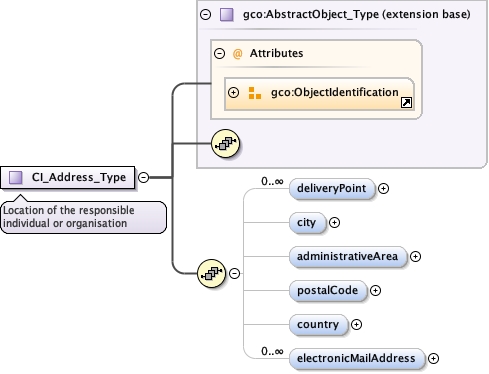 gco:AbstractObject_Type (extension base)
@ Attributes
gco:ObjectIdentification
CI_Address_Type
Location of the responsible
individual or organisation
0..∞
deliveryPoint
city
administrativeArea
postalCode
country
0..∞
electronicMailAddress